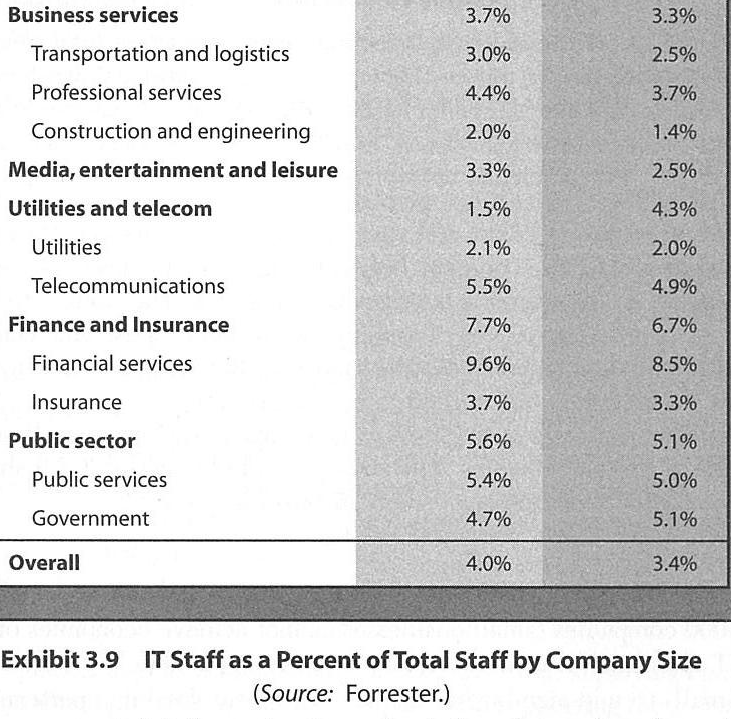 Business services 3.7% 3.3%
Transportation and logistics 3.0% 2.5%
Professional services 4.4% 3.7%
Construction and engineering 2.0% 1.4%
Media, entertainment and leisure 3.3% 2.5%
Utilities and telecom 1.5% 4.3%
Utilities 2.1% 2.0%
Telecommunications 5.5% 4.9%
Finance and Insurance 7.7% 6.7%
Financial services 9.6% 8.5%
Insurance 3.7% 3.3%
Public sector 5.6% 5.1%
Public services 5.4% 5.0%
Government 4.7% 5.1%
Overall 4.0% 3.4%
Exhibit 3.9 IT Staff as a Percent of Total Staff by Company Size
(Source: Forrester.)